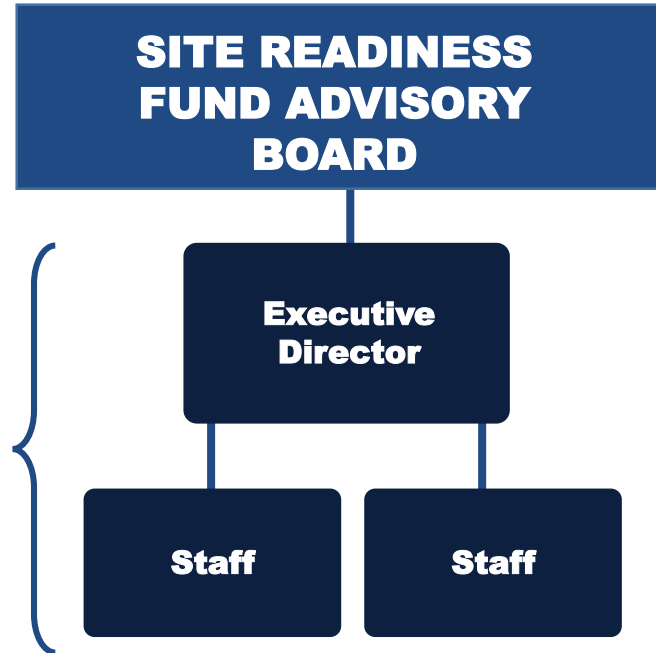 SITE READINESS
FUND ADVISORY
BOARD
Executive
Director
Staff
Staff